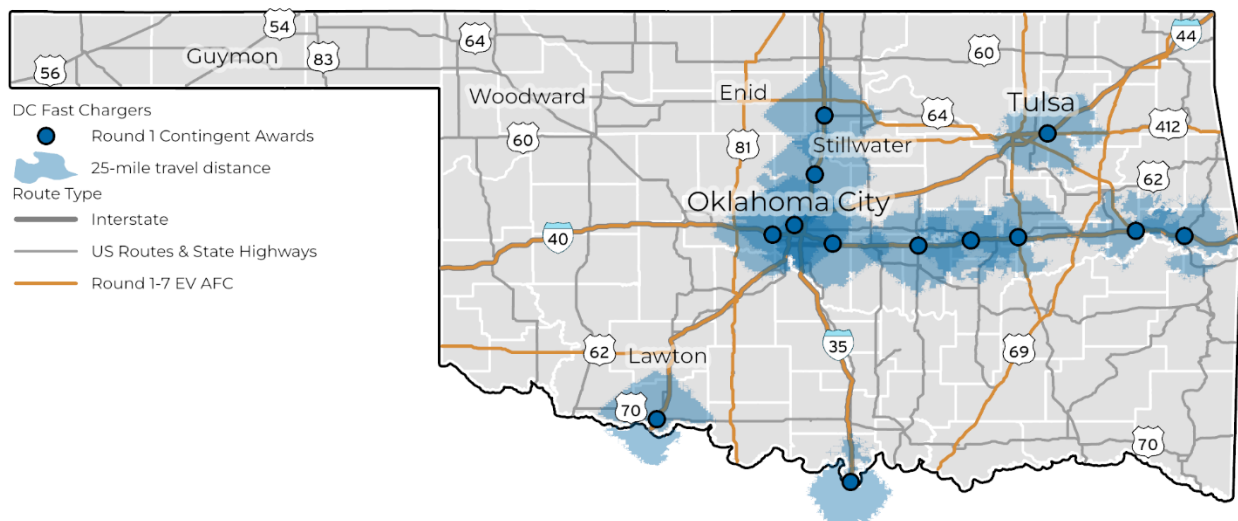 54
64
60
44
56
Guymon
83
DC Fast Chargers
Round 1 Contingent Awards
25-mile travel distance
Route Type
Interstate
US Routes & State Highways
Round 1-7 EV AFC
Woodward
Enid
Tulsa
60
81
64
412
Stillwater
62
Oklahoma City
40
62
Lawton
35
69
70
70